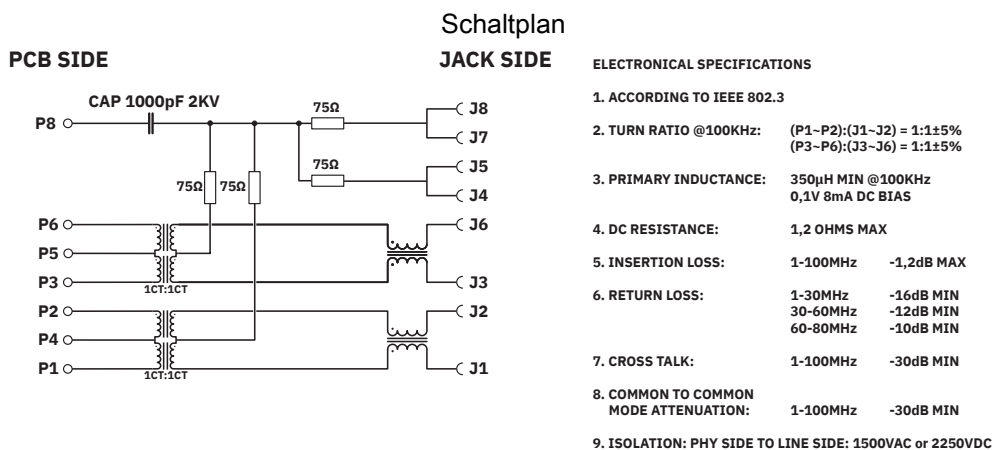 Schaltplan
PCB SIDE
JACK SIDE
CAP 1000pF 2KV
P8
75Ω
J8
J7
75Ω
J5
J4
75Ω 75Ω
P6
J6
P5
P3
J3
1CT:1CT
P2
J2
P4
P1
J1
1CT:1CT
ELECTRONICAL SPECIFICATIONS
1. ACCORDING TO IEEE 802.3
2. TURN RATIO @100KHz: (P1~P2):(J1~J2) = 1:1±5%
(P3~P6):(J3~J6) = 1:1±5%
3. PRIMARY INDUCTANCE: 350µH MIN @100KHz
0,1V 8mA DC BIAS
4. DC RESISTANCE: 1,2 OHMS MAX
5. INSERTION LOSS: 1-100MHz -1,2dB MAX
6. RETURN LOSS: 1-30MHz -16dB MIN
30-60MHz -12dB MIN
60-80MHz -10dB MIN
7. CROSS TALK: 1-100MHz -30dB MIN
8. COMMON TO COMMON
MODE ATTENUATION: 1-100MHz -30dB MIN
9. ISOLATION: PHY SIDE TO LINE SIDE: 1500VAC or 2250VDC